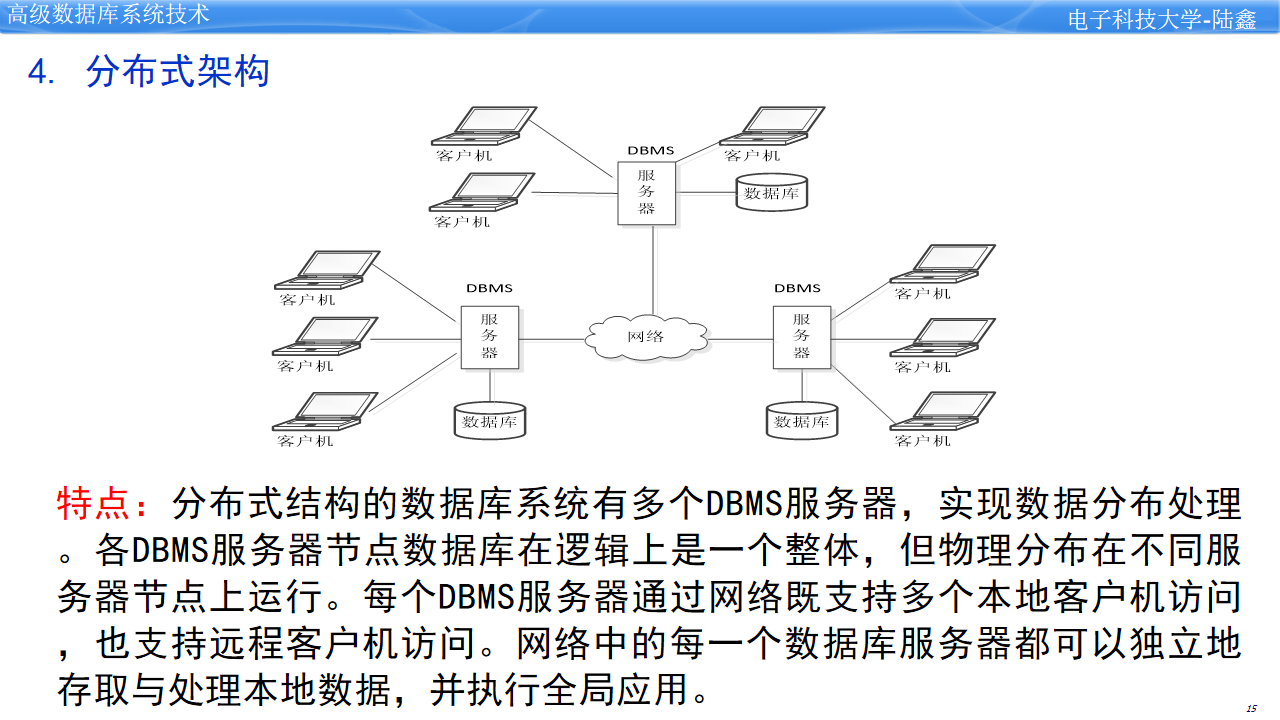 高级数据库系统技术
电子科技大学-陆鑫
4. 分布式架构
客户机
客户机
DBMS
服
务
器
客户机
数据库
客户机
客户机
客户机
DBMS
服
务
器
数据库
网络
DBMS
服
务
器
数据库
客户机
客户机
客户机
特点：分布式结构的数据库系统有多个DBMS服务器，实现数据分布处理
。各DBMS服务器节点数据库在逻辑上是一个整体，但物理分布在不同服
务器节点上运行。每个DBMS服务器通过网络既支持多个本地客户机访问
，也支持远程客户机访问。网络中的每一个数据库服务器都可以独立地
存取与处理本地数据，并执行全局应用。
15